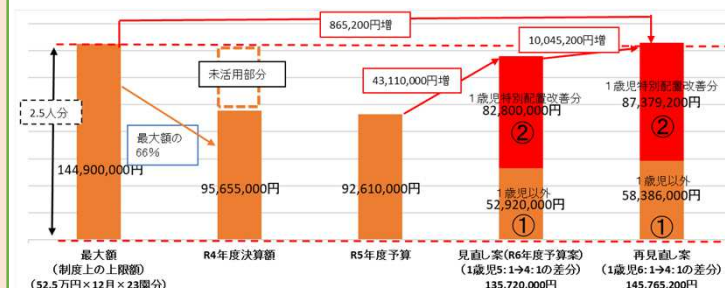 865,200円増
10,045,200円増
未活用部分
43,110,000円増
1歳児特別配置改善分
82,800,000円
②
1歳児特別配置改善分
87,379,200円
②
2.5人分
最大額の
66%
144,900,000円
95,655,000円
92,610,000円
1歳児以外
52,920,000円
①
1歳児以外
58,386,000円
①
最大額
(制度上の上限額)
(52.5万円×12月×23園分)
R4年度決算額
R5年度予算
見直し案(R6年度予算案)
(1歳児5:1→4:1の差分)
135,720,000円
再見直し案
(1歳児6:1→4:1の差分)
145,765,200円